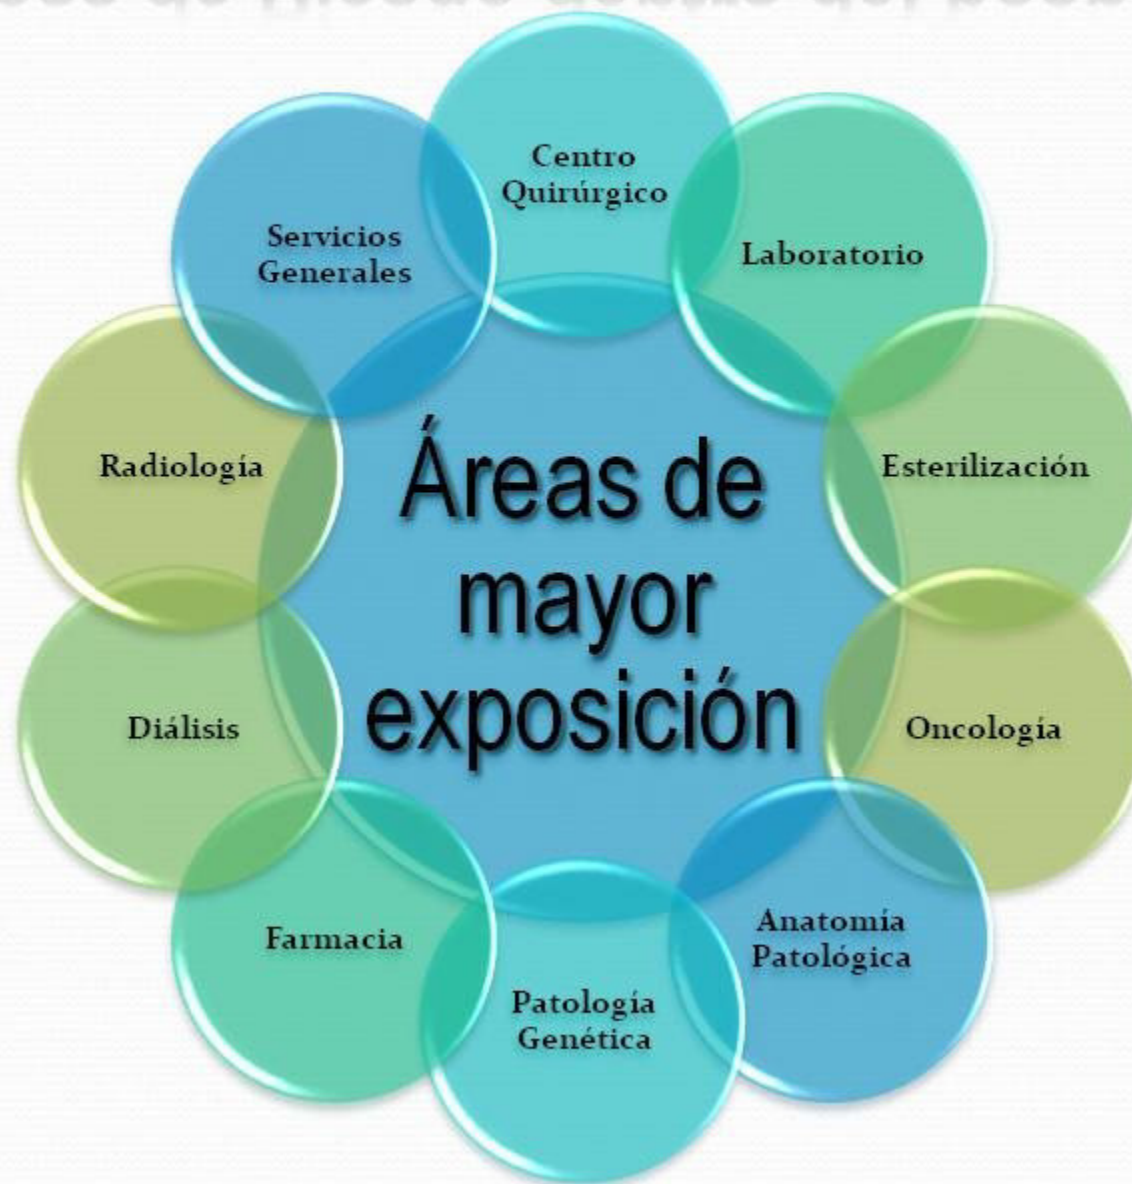 Centro
Quirúrgico
Laboratorio
Esterilización
Oncología
Anatomía
Patológica
Patología
Genética
Farmacia
Diálisis
Radiología
Servicios
Generales
Áreas de
mayor
exposición